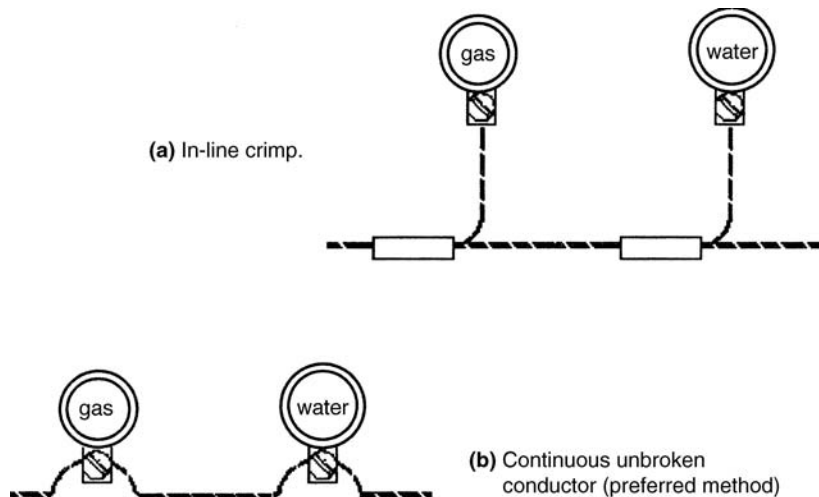 gas
water
(a) In-line crimp.
gas
water
(b) Continuous unbroken
conductor (preferred method)